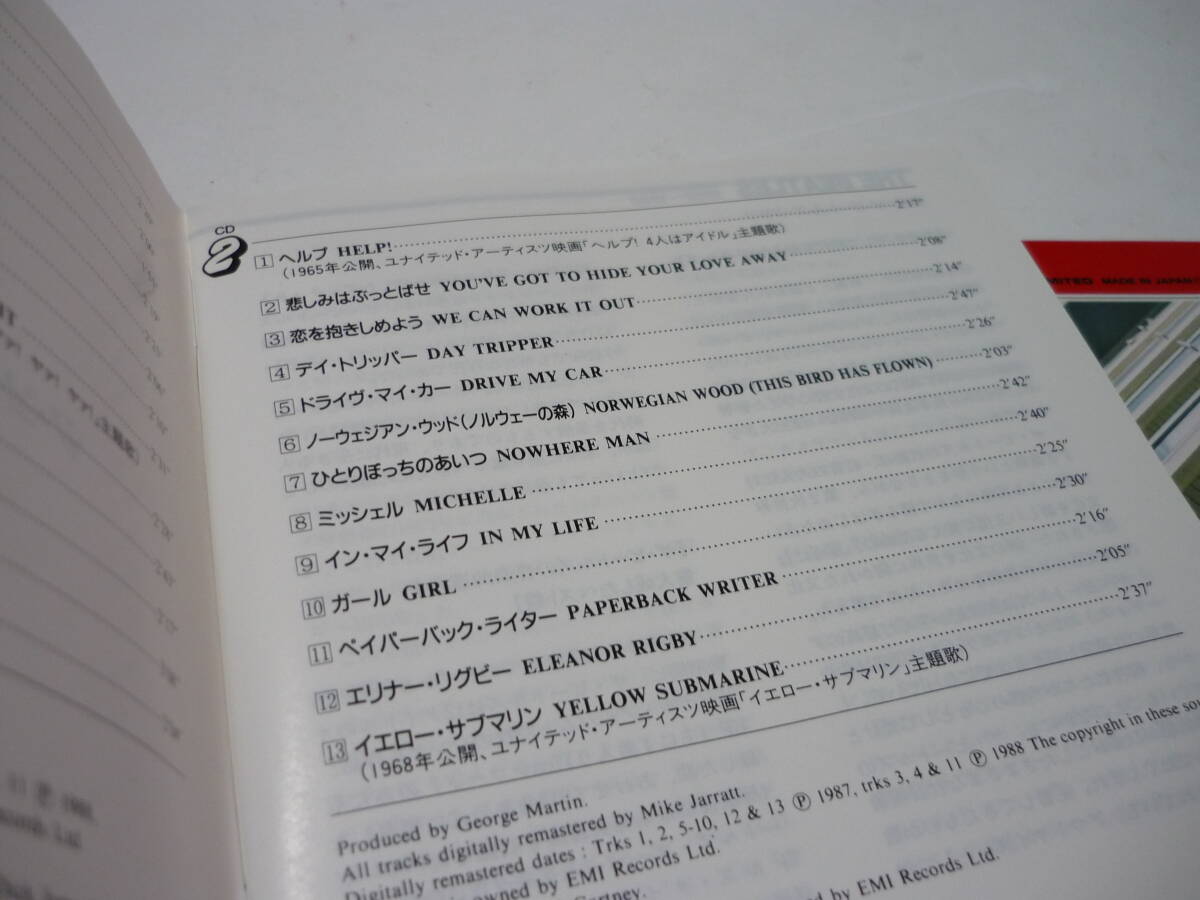 CD
2
1 ヘルプ HELP! 2'17"
(1965年公開、ユナイテッド・アーティスツ映画「ヘルプ! 4人はアイドル」主題歌)
2 悲しみはぶっとばせ YOU'VE GOT TO HIDE YOUR LOVE AWAY 2'08"
3 恋を抱きしめよう WE CAN WORK IT OUT 2'14"
4 デイ・トリッパー DAY TRIPPER 2'47"
5 ドライヴ・マイ・カー DRIVE MY CAR 2'26"
6 ノーウェジアン・ウッド(ノルウェーの森) NORWEGIAN WOOD (THIS BIRD HAS FLOWN) 2'03"
7 ひとりぼっちのあいつ NOWHERE MAN 2'42"
8 ミッシェル MICHELLE 2'40"
9 イン・マイ・ライフ IN MY LIFE 2'25"
10 ガール GIRL 2'30"
11 ペイパーバック・ライター PAPERBACK WRITER 2'16"
12 エリナー・リグビー ELEANOR RIGBY 2'05"
13 イエロー・サブマリン YELLOW SUBMARINE 2'37"
(1968年公開、ユナイテッド・アーティスツ映画「イエロー・サブマリン」主題歌)
Produced by George Martin.
All tracks digitally remastered by Mike Jarratt.
Digitally remastered dates : Trks 1, 2, 5-10, 12 & 13 ℗ 1987, trks 3, 4 & 11 ℗ 1988 The copyright in these
owned by EMI Records Ltd.
by EMI Records Ltd.
MADE IN JAPAN